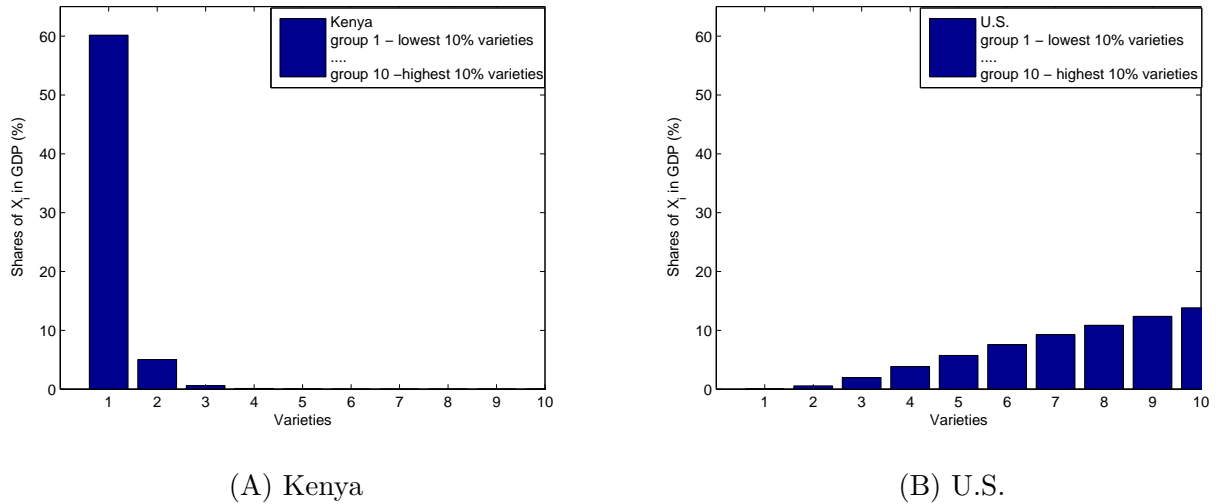 Kenya
group 1 − lowest 10% varieties
....
group 10 −highest 10% varieties
60
50
40
30
20
10
0
Shares of X_i in GDP (%)
1 2 3 4 5 6 7 8 9 10
Varieties
(A) Kenya
U.S.
group 1 − lowest 10% varieties
....
group 10 − highest 10% varieties
60
50
40
30
20
10
0
Shares of X_i in GDP (%)
1 2 3 4 5 6 7 8 9 10
Varieties
(B) U.S.